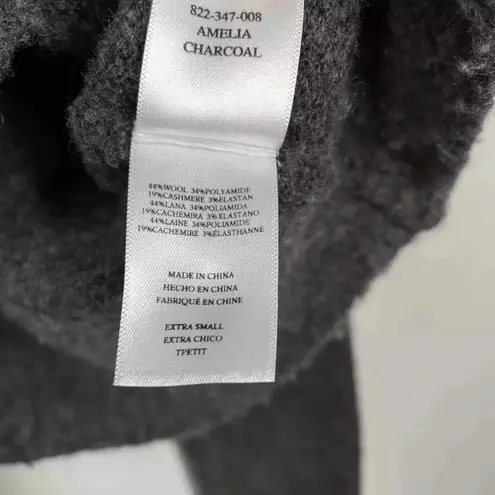 822-347-008
AMELIA
CHARCOAL
44%WOOL 34%POLYAMIDE
19%CASHMERE 3%ELASTAN
44%LANA 34%POLIAMIDA
19%CACHEMIRA 3%ELASTANO
44%LAINE 34%POLIAMIDE
19%CACHEMIRE 3%ÉLASTHANNE
MADE IN CHINA
HECHO EN CHINA
FABRIQUÉ EN CHINE
EXTRA SMALL
EXTRA CHICO
TPETIT